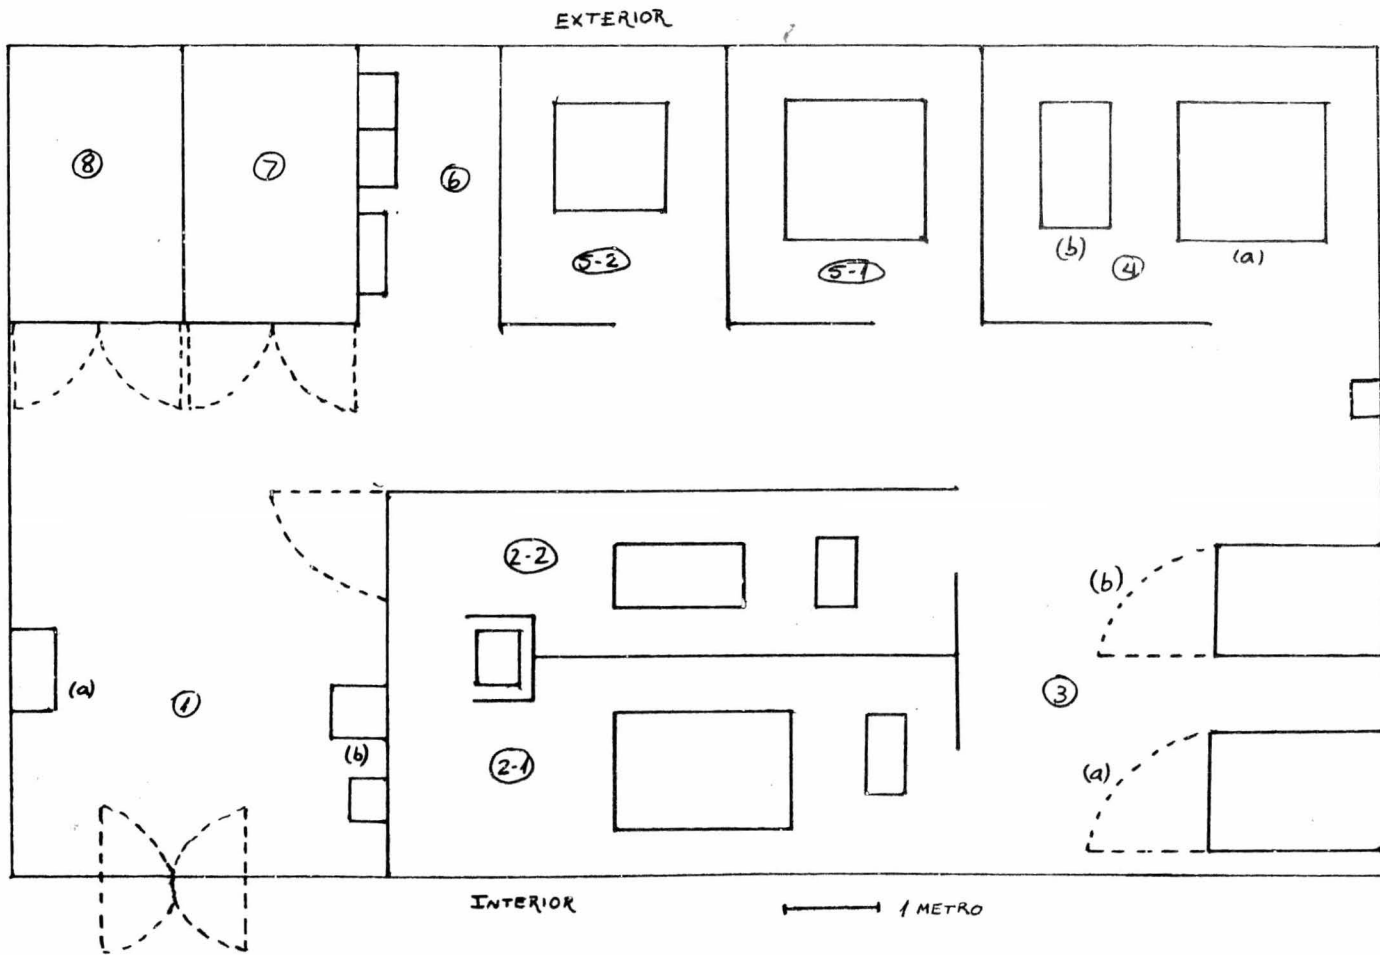 EXTERIOR
8
7
6
5-2
5-1
(b)
4
(a)
2-2
(b)
(a)
1
3
(b)
2-1
(a)
INTERIOR
1 METRO